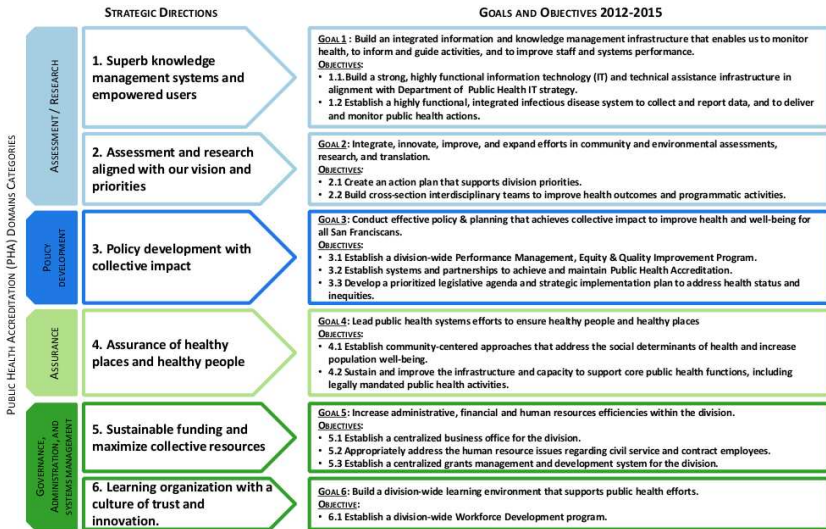 STRATEGIC DIRECTIONS
GOALS AND OBJECTIVES 2012-2015
PUBLIC HEALTH ACCREDITATION (PHA) DOMAINS CATEGORIES
ASSESSMENT / RESEARCH
1. Superb knowledge
management systems and
empowered users
GOAL 1 : Build an integrated information and knowledge management infrastructure that enables us to monitor
health, to inform and guide activities, and to improve staff and systems performance.
OBJECTIVES:
• 1.1.Build a strong, highly functional information technology (IT) and technical assistance infrastructure in
alignment with Department of Public Health IT strategy.
• 1.2 Establish a highly functional, integrated infectious disease system to collect and report data, and to deliver
and monitor public health actions.
2. Assessment and research
aligned with our vision and
priorities
GOAL 2: Integrate, innovate, improve, and expand efforts in community and environmental assessments,
research, and translation.
OBJECTIVES:
• 2.1 Create an action plan that supports division priorities.
• 2.2 Build cross-section interdisciplinary teams to improve health outcomes and programmatic activities.
POLICY
DEVELOPMENT
3. Policy development with
collective impact
GOAL 3: Conduct effective policy & planning that achieves collective impact to improve health and well-being for
all San Franciscans.
OBJECTIVES:
• 3.1 Establish a division-wide Performance Management, Equity & Quality Improvement Program.
• 3.2 Establish systems and partnerships to achieve and maintain Public Health Accreditation.
• 3.3 Develop a prioritized legislative agenda and strategic implementation plan to address health status and
inequities.
ASSURANCE
4. Assurance of healthy
places and healthy people
GOAL 4: Lead public health systems efforts to ensure healthy people and healthy places
OBJECTIVES:
• 4.1 Establish community-centered approaches that address the social determinants of health and increase
population well-being.
• 4.2 Sustain and improve the infrastructure and capacity to support core public health functions, including
legally mandated public health activities.
GOVERNANCE,
ADMINISTRATION, AND
SYSTEMS MANAGEMENT
5. Sustainable funding and
maximize collective resources
GOAL 5: Increase administrative, financial and human resources efficiencies within the division.
OBJECTIVES:
• 5.1 Establish a centralized business office for the division.
• 5.2 Appropriately address the human resource issues regarding civil service and contract employees.
• 5.3 Establish a centralized grants management and development system for the division.
6. Learning organization with a
culture of trust and
innovation.
GOAL 6: Build a division-wide learning environment that supports public health efforts.
OBJECTIVE:
• 6.1 Establish a division-wide Workforce Development program.